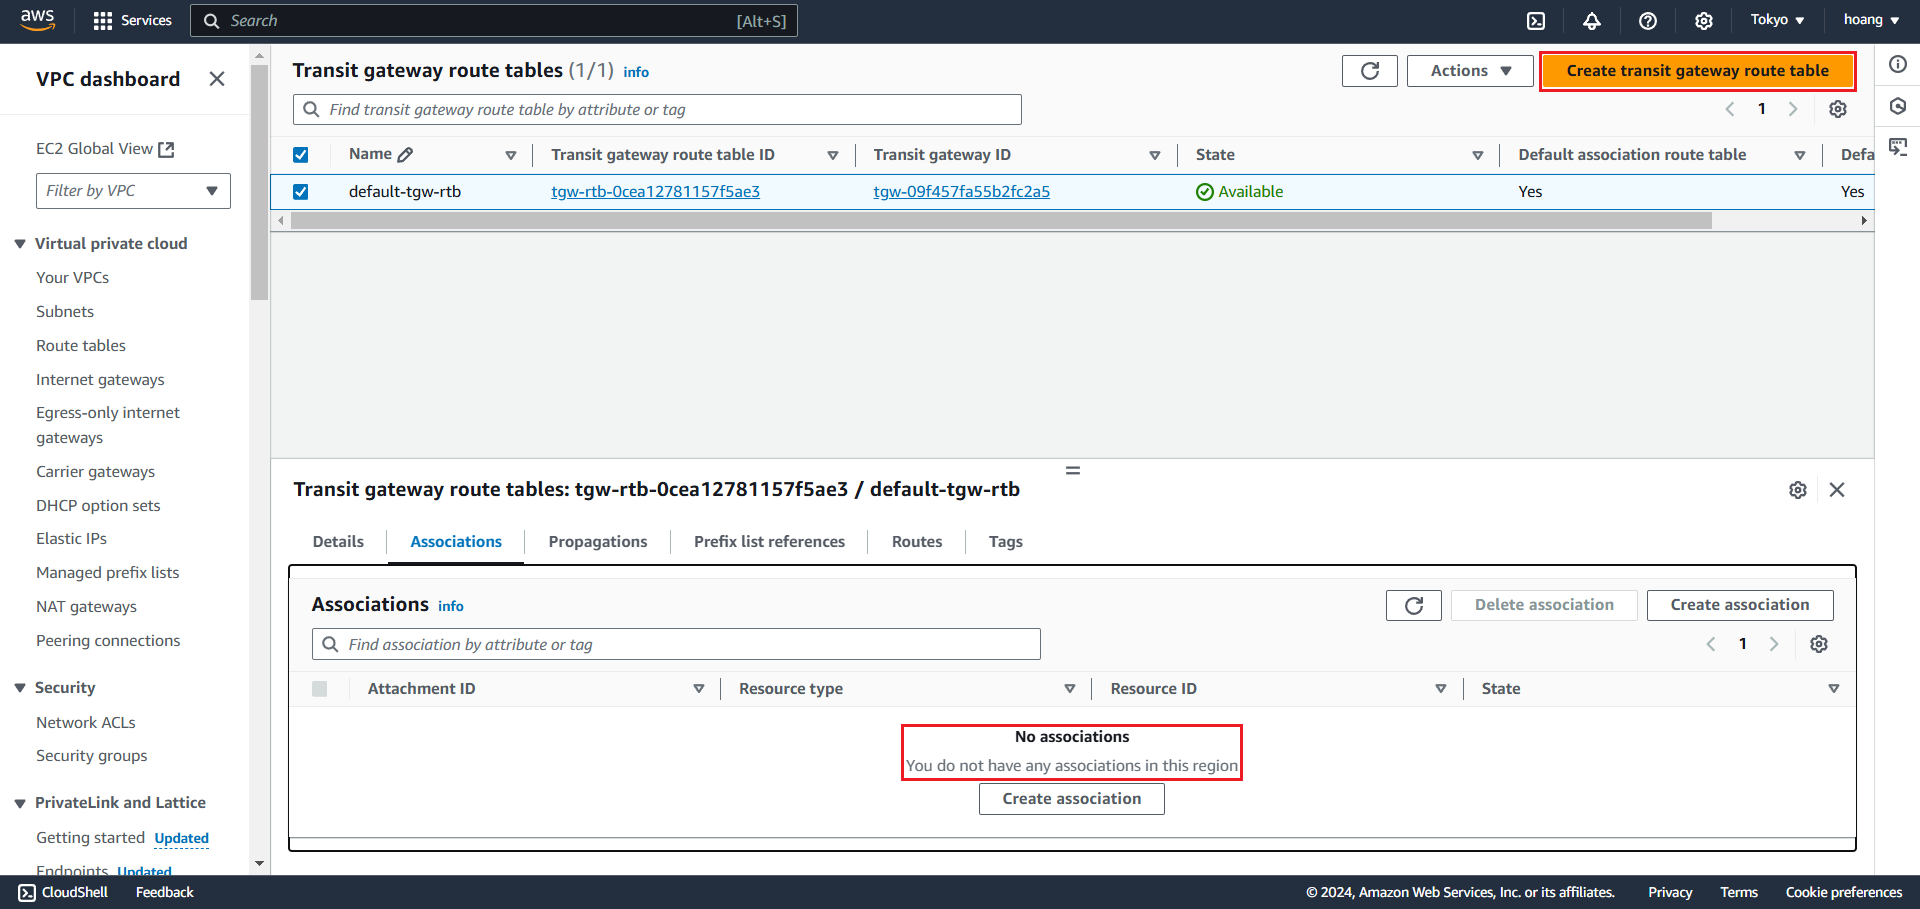 aws Services Search [Alt+S] Tokyo hoang
VPC dashboard
EC2 Global View
Filter by VPC
Virtual private cloud
Your VPCs
Subnets
Route tables
Internet gateways
Egress-only internet
gateways
Carrier gateways
DHCP option sets
Elastic IPs
Managed prefix lists
NAT gateways
Peering connections
Security
Network ACLs
Security groups
PrivateLink and Lattice
Getting started Updated
Endpoints Updated
Transit gateway route tables (1/1) info
Actions Create transit gateway route table
Find transit gateway route table by attribute or tag
1
Name Transit gateway route table ID Transit gateway ID State Default association route table Defa
default-tgw-rtb tgw-rtb-0cea12781157f5ae3 tgw-09f457fa55b2fc2a5 Available Yes Yes
Transit gateway route tables: tgw-rtb-0cea12781157f5ae3 / default-tgw-rtb
Details Associations Propagations Prefix list references Routes Tags
Associations info
Delete association Create association
Find association by attribute or tag
1
Attachment ID Resource type Resource ID State
No associations
You do not have any associations in this region
Create association
CloudShell Feedback © 2024, Amazon Web Services, Inc. or its affiliates. Privacy Terms Cookie preferences